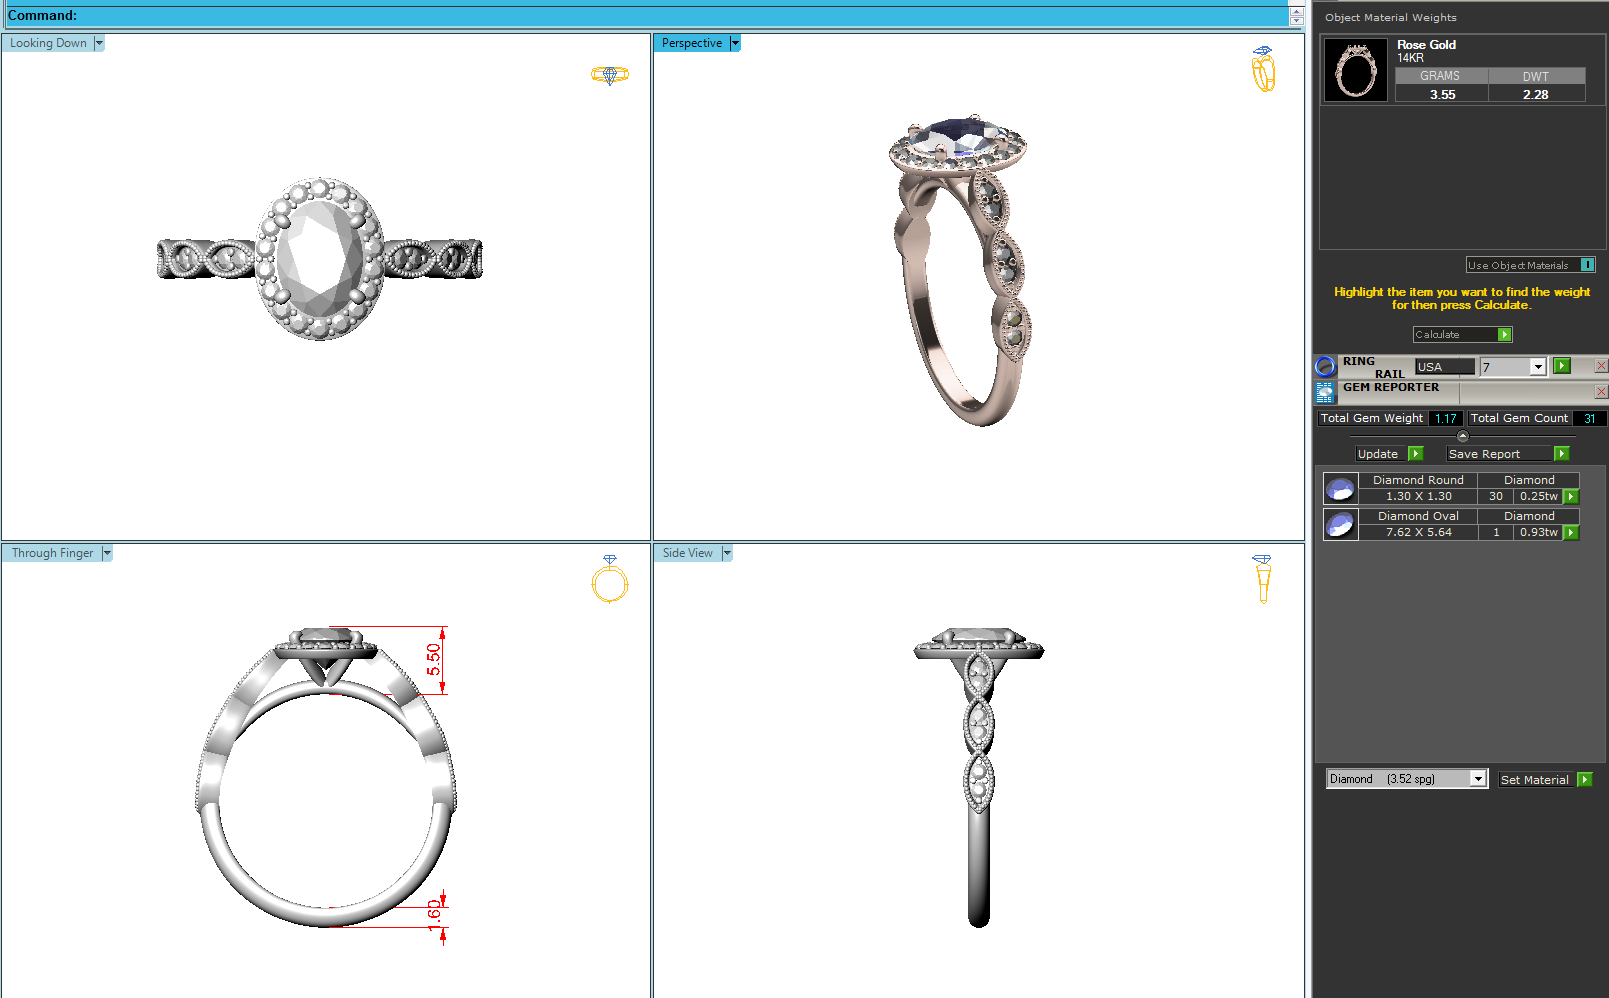 Command:
Looking Down
Perspective
5.50
1.60
Through Finger
Side View
Object Material Weights
Rose Gold
14KR
GRAMS DWT
3.55 2.28
Use Object Materials
Highlight the item you want to find the weight
for then press Calculate.
Calculate
RING
RAIL USA 7
GEM REPORTER
Total Gem Weight 1.17 Total Gem Count 31
Update Save Report
Diamond Round Diamond
1.30 X 1.30 30 0.25tw
Diamond Oval Diamond
7.62 X 5.64 1 0.93tw
Diamond (3.52 spg) Set Material